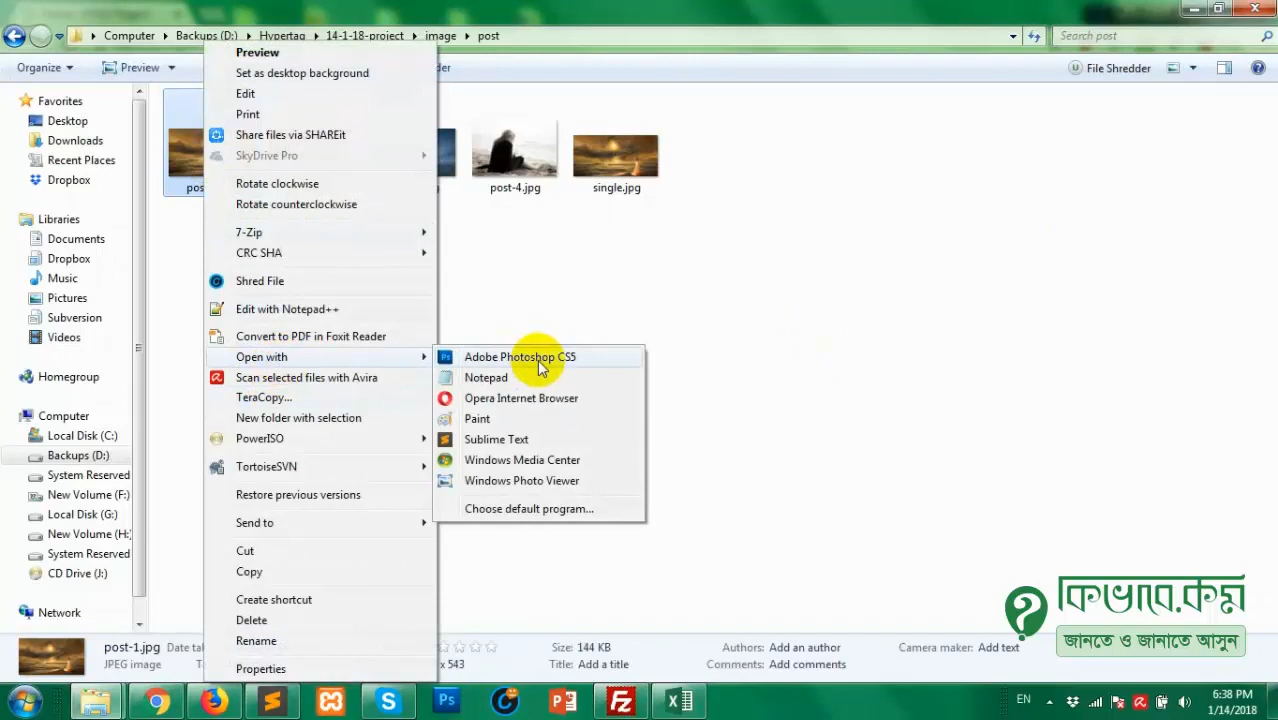 Computer
Backups (D:)
Hypertag
14-1-18-project
image
post
Search post
Organize
Preview
der
File Shredder
Favorites
Desktop
Downloads
Recent Places
Dropbox
Libraries
Documents
Dropbox
Music
Pictures
Subversion
Videos
Homegroup
Computer
Local Disk (C:)
Backups (D:)
System Reserved
New Volume (F:)
Local Disk (G:)
New Volume (H:
System Reserved
CD Drive (J:)
Network
pos
g
post-4.jpg
single.jpg
Preview
Set as desktop background
Edit
Print
Share files via SHAREit
SkyDrive Pro
Rotate clockwise
Rotate counterclockwise
7-Zip
CRC SHA
Shred File
Edit with Notepad++
Convert to PDF in Foxit Reader
Open with
Scan selected files with Avira
TeraCopy...
New folder with selection
PowerISO
TortoiseSVN
Restore previous versions
Send to
Cut
Copy
Create shortcut
Delete
Rename
Properties
Adobe Photoshop CS5
Notepad
Opera Internet Browser
Paint
Sublime Text
Windows Media Center
Windows Photo Viewer
Choose default program...
কিভাবে.কম
জানতে ও জানাতে আসুন
post-1.jpg Date tak
JPEG image
x 543
Size: 144 KB
Title: Add a title
Authors: Add an author
Comments: Add comments
Camera maker: Add text
EN
6:38 PM
1/14/2018